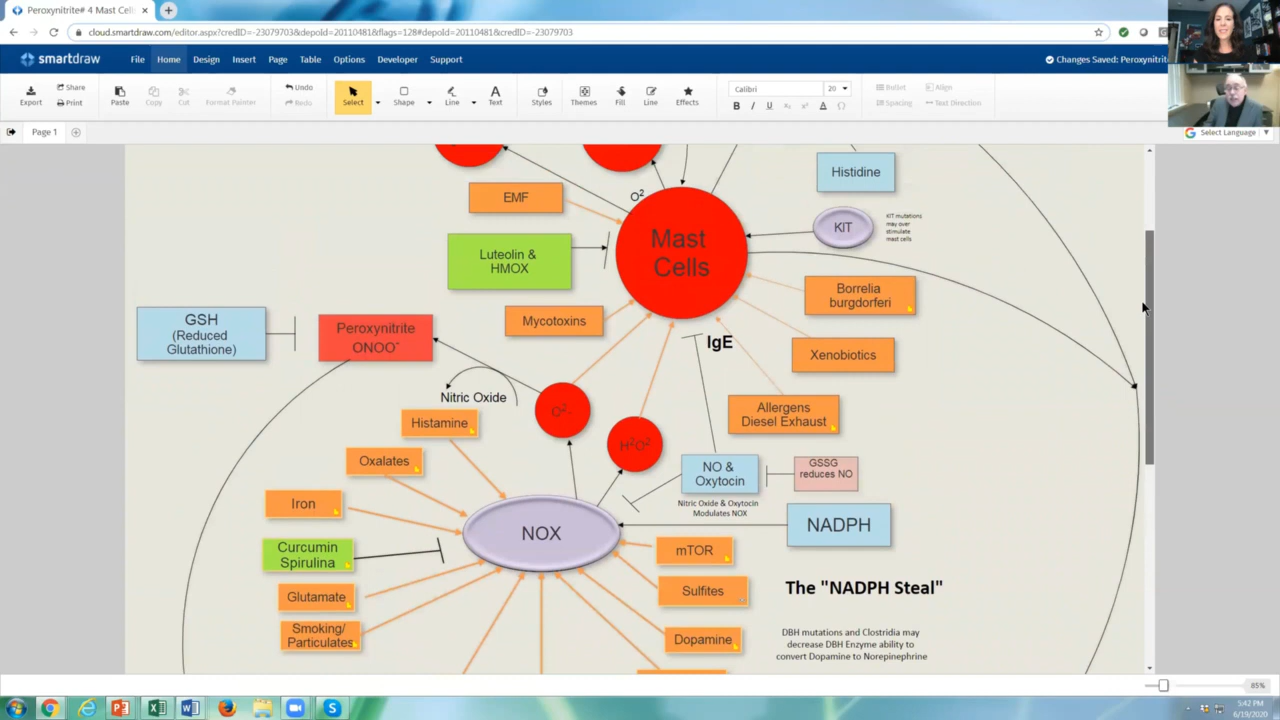 Peroxynitrite# 4 Mast Cel
cloud.smartdraw.com/editor.aspx?credID=-23079703&depoId=20110481&flags=128#depoId=20110481&credID=-23079703
smartdraw
File Home Design Insert Page Table Options Developer Support
Changes Saved: Peroxynitrite
Export
Share
Print
Paste
Copy
Cut
Format Painter
Undo
Redo
Select
Shape
Line
Text
Styles
Themes
Fill
Line
Effects
Calibri
20
B I U
Bullet
Align
Spacing
Text Direction
Page 1
Select Language
Histidine
EMF
O2
Mast
Cells
KIT
KIT mutations
may over
stimulate
mast cells
Luteolin &
HMOX
Borrelia
burgdorferi
Mycotoxins
GSH
(Reduced
Glutathione)
Peroxynitrite
ONOO-
IgE
Xenobiotics
Nitric Oxide
O2-
Allergens
Diesel Exhaust
Histamine
H2O2
Oxalates
NO &
Oxytocin
GSSG
reduces NO
Nitric Oxide & Oxytocin
Modulates NOX
Iron
NOX
NADPH
Curcumin
Spirulina
mTOR
Sulfites
The "NADPH Steal"
Glutamate
Smoking/
Particulates
Dopamine
DBH mutations and Clostridia may
decrease DBH Enzyme ability to
convert Dopamine to Norepinephrine
85%
5:42 PM
6/19/2020